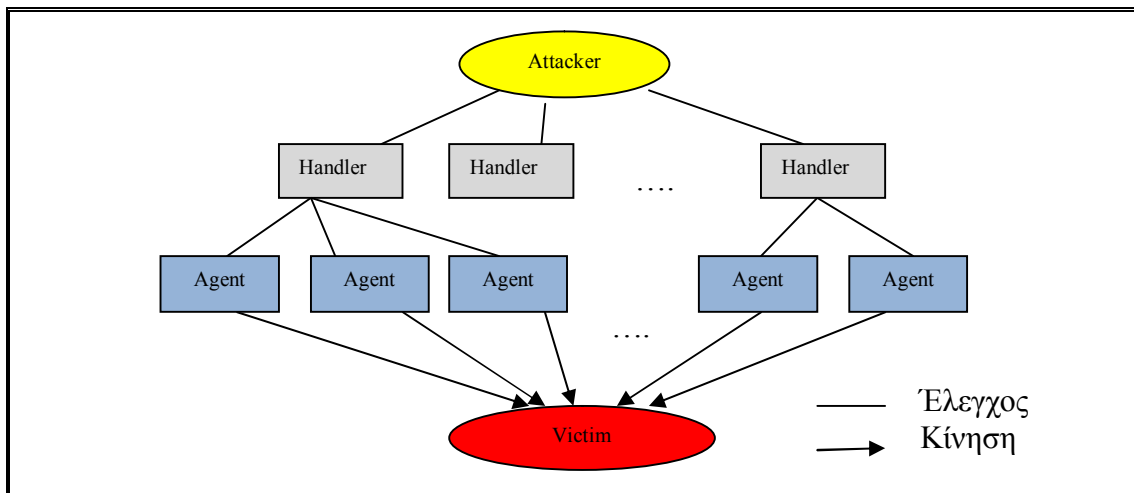 Attacker
Handler Handler .... Handler
Agent Agent Agent Agent Agent
....
Victim
Έλεγχος
Κίνηση